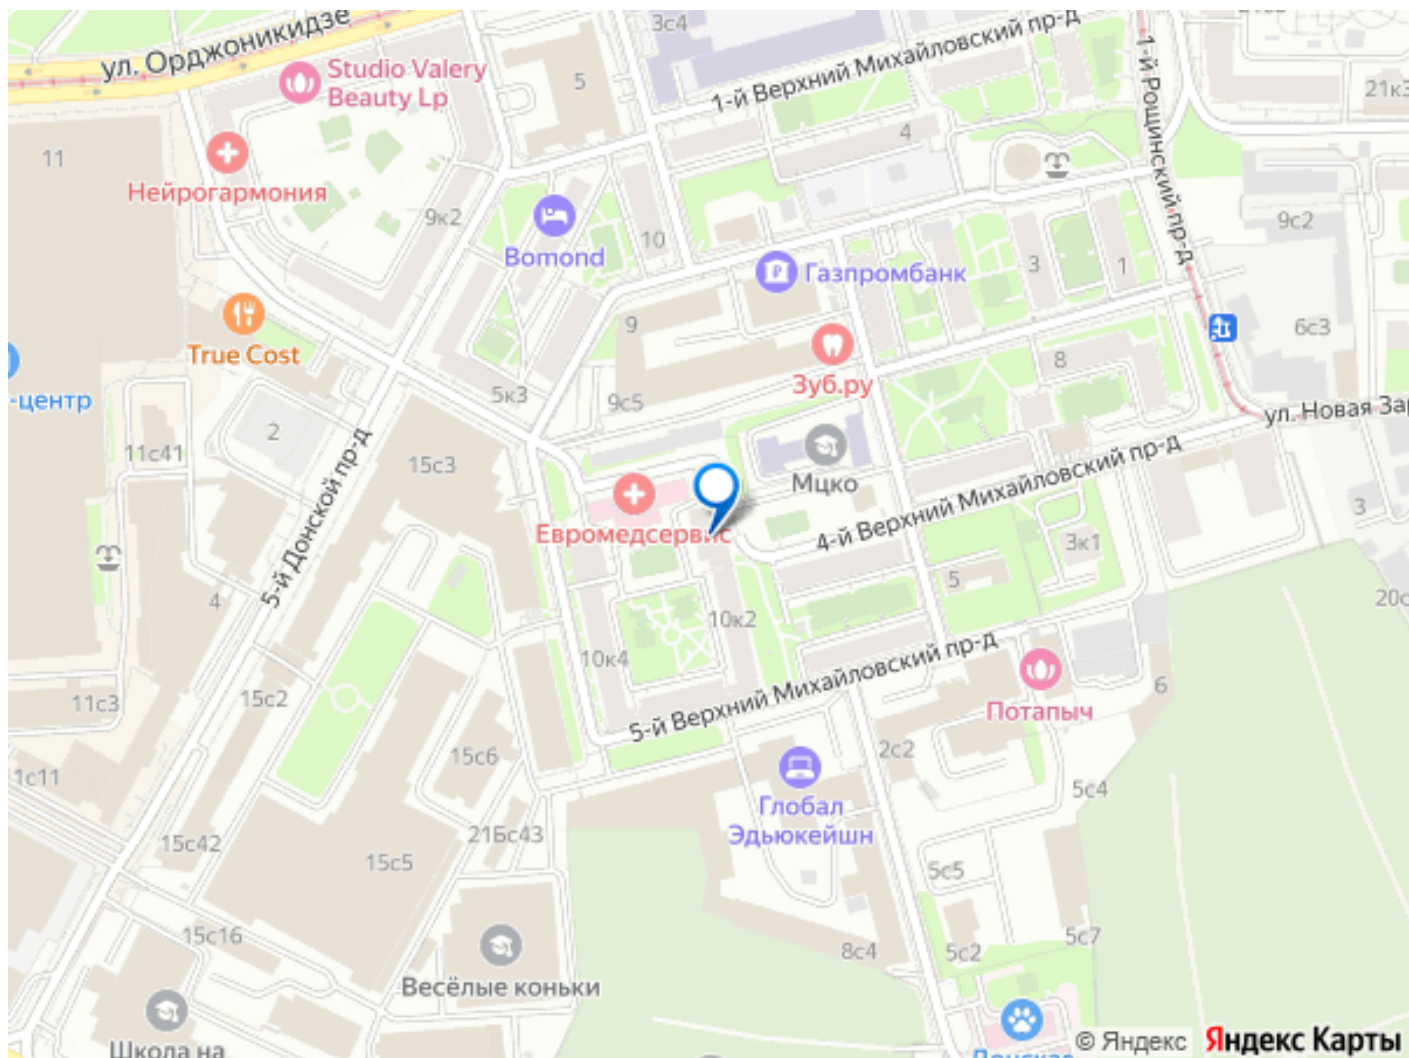 3с4
1-й Верхний Михайловский пр-д
ул. Орджоникидзе
Studio Valery
Beauty Lp
5
1-й Рощинский пр-д
21к3
4
11
Нейрогармония
9к2
Bomond
10
Газпромбанк
3
1
9с2
6с3
9
True Cost
Зуб.ру
8
-центр
5к3
9с5
ул. Новая Зар
2
11с41
15с3
5-й Донской пр-д
Мцко
4-й Верхний Михайловский пр-д
3
Евромедсервис
3к1
5
4
20с
10к2
10к4
5-й Верхний Михайловский пр-д
11с3
15с2
Потапыч
6
15с6
2с2
1с11
5с4
Глобал
Эдьюкейшн
15с42
21Бс43
15с5
5с5
15с16
8с4
5с2
5с7
Весёлые коньки
Школа на
Донская
© Яндекс
Яндекс Карты